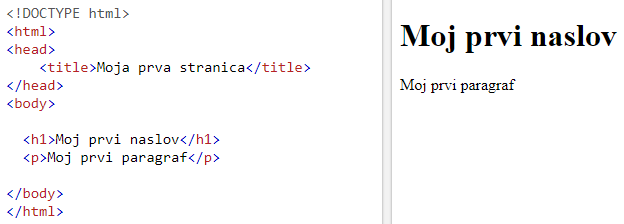 <!DOCTYPE html>
<html>
<head>
    <title>Moja prva stranica</title>
</head>
<body>
  <h1>Moj prvi naslov</h1>
  <p>Moj prvi paragraf</p>
</body>
</html>
Moj prvi naslov
Moj prvi paragraf